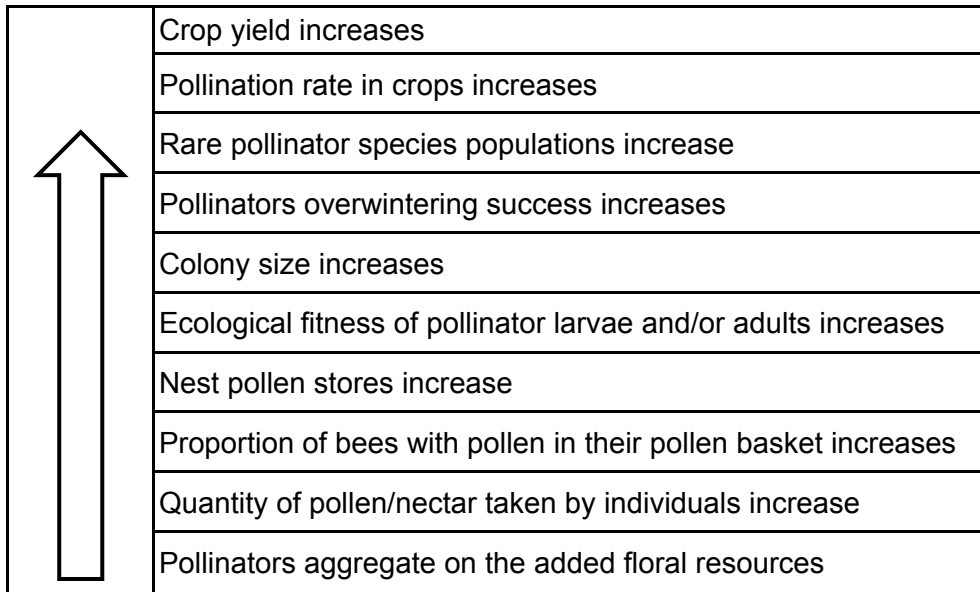 Crop yield increases
Pollination rate in crops increases
Rare pollinator species populations increase
Pollinators overwintering success increases
Colony size increases
Ecological fitness of pollinator larvae and/or adults increases
Nest pollen stores increase
Proportion of bees with pollen in their pollen basket increases
Quantity of pollen/nectar taken by individuals increase
Pollinators aggregate on the added floral resources